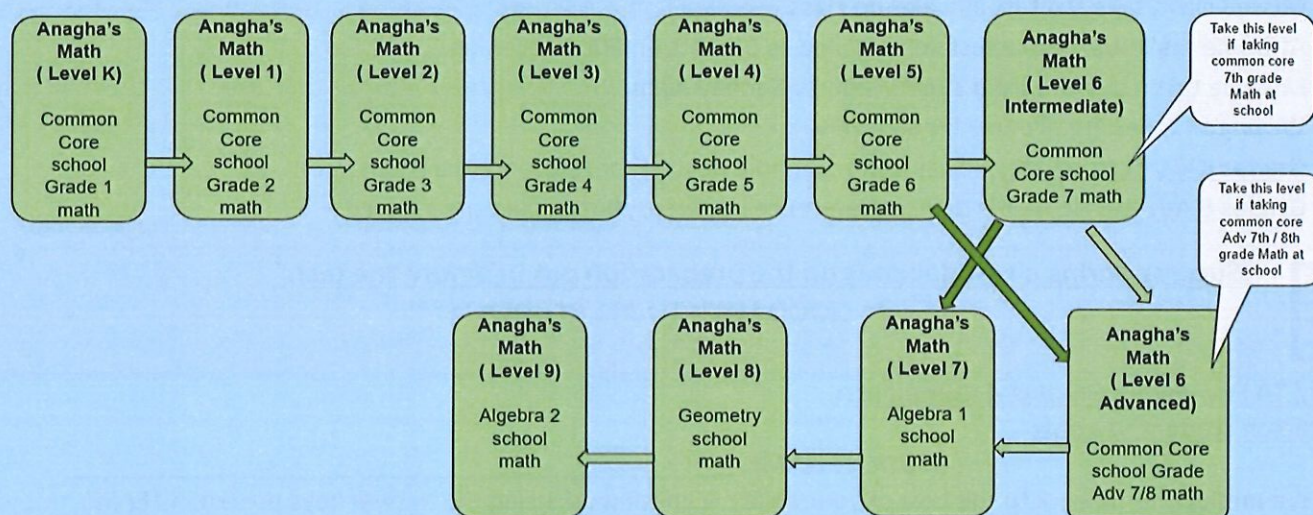 Anagha's
Math
( Level K)
Common
Core
school
Grade 1
math
Anagha's
Math
( Level 1)
Common
Core
school
Grade 2
math
Anagha's
Math
( Level 2)
Common
Core
school
Grade 3
math
Anagha's
Math
( Level 3)
Common
Core
school
Grade 4
math
Anagha's
Math
( Level 4)
Common
Core
school
Grade 5
math
Anagha's
Math
( Level 5)
Common
Core
school
Grade 6
math
Anagha's
Math
( Level 6
Intermediate)
Common
Core school
Grade 7 math
Take this level
if taking
common core
7th grade
Math at
school
Take this level
if taking
common core
Adv 7th / 8th
grade Math at
school
Anagha's
Math
( Level 9)
Algebra 2
school
math
Anagha's
Math
( Level 8)
Geometry
school
math
Anagha's
Math
( Level 7)
Algebra 1
school
math
Anagha's
Math
( Level 6
Advanced)
Common Core
school Grade
Adv 7/8 math